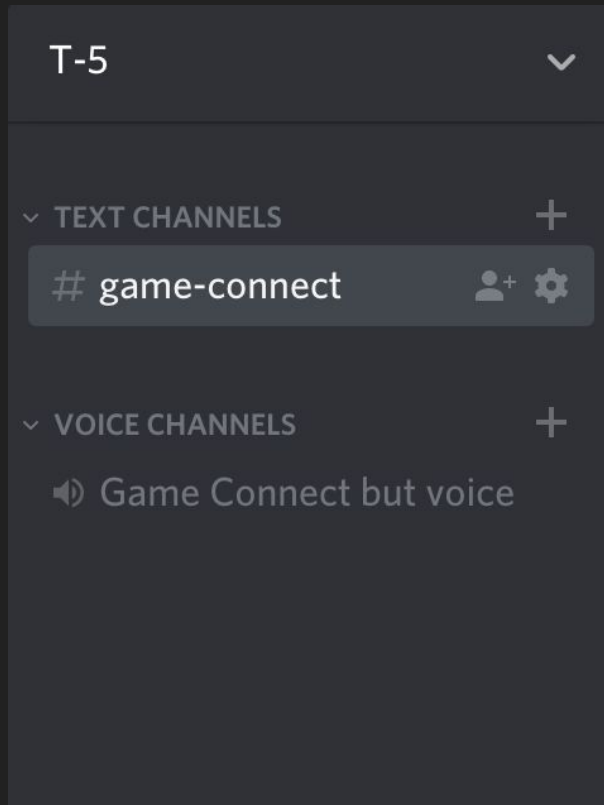 T-5
TEXT CHANNELS
# game-connect
VOICE CHANNELS
Game Connect but voice